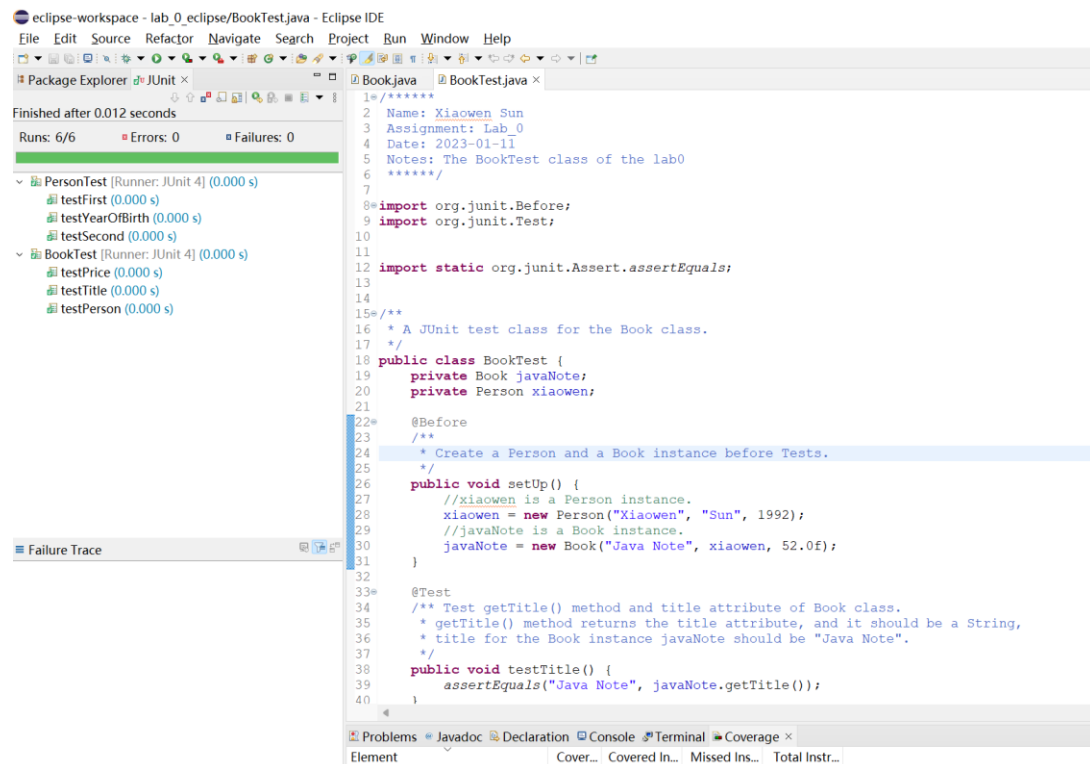 eclipse-workspace - lab_0_eclipse/BookTest.java - Eclipse IDE
File Edit Source Refactor Navigate Search Project Run Window Help
Package Explorer JUnit ×
Finished after 0.012 seconds
Runs: 6/6 Errors: 0 Failures: 0
PersonTest [Runner: JUnit 4] (0.000 s)
testFirst (0.000 s)
testYearOfBirth (0.000 s)
testSecond (0.000 s)
BookTest [Runner: JUnit 4] (0.000 s)
testPrice (0.000 s)
testTitle (0.000 s)
testPerson (0.000 s)
Failure Trace
Book.java BookTest.java ×
1 /******
2 Name: Xiaowen Sun
3 Assignment: Lab_0
4 Date: 2023-01-11
5 Notes: The BookTest class of the lab0
6 ******/
7
8 import org.junit.Before;
9 import org.junit.Test;
10
11
12 import static org.junit.Assert.assertEquals;
13
14
15 /**
16 * A JUnit test class for the Book class.
17 */
18 public class BookTest {
19 private Book javaNote;
20 private Person xiaowen;
21
22 @Before
23 /**
24 * Create a Person and a Book instance before Tests.
25 */
26 public void setUp() {
27 //xiaowen is a Person instance.
28 xiaowen = new Person("Xiaowen", "Sun", 1992);
29 //javaNote is a Book instance.
30 javaNote = new Book("Java Note", xiaowen, 52.0f);
31 }
32
33 @Test
34 /** Test getTitle() method and title attribute of Book class.
35 * getTitle() method returns the title attribute, and it should be a String,
36 * title for the Book instance javaNote should be "Java Note".
37 */
38 public void testTitle() {
39 assertEquals("Java Note", javaNote.getTitle());
40 }
Problems Javadoc Declaration Console Terminal Coverage ×
Element Cover... Covered In... Missed Ins... Total Instr...